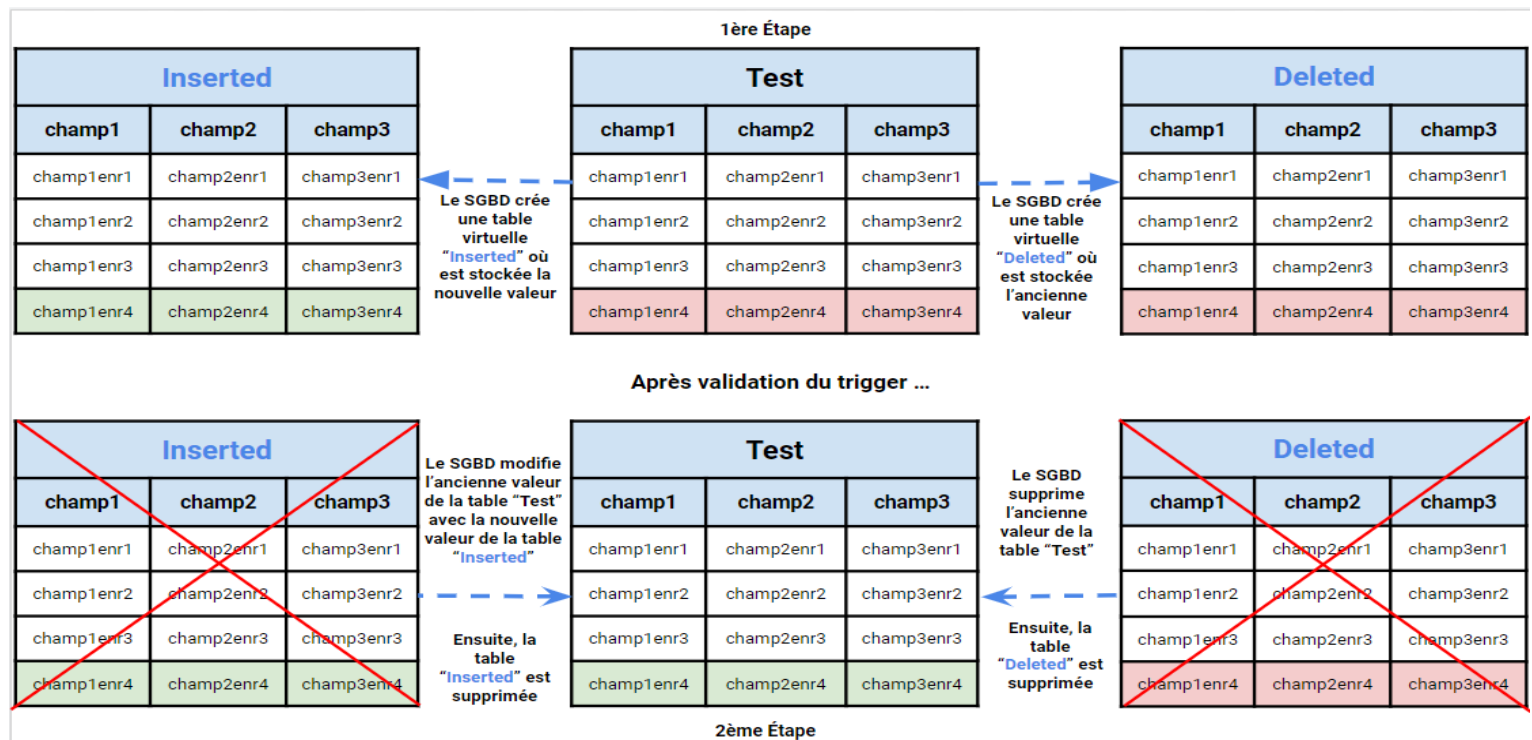 1ère Étape
Inserted
champ1 champ2 champ3
champ1enr1 champ2enr1 champ3enr1
champ1enr2 champ2enr2 champ3enr2
champ1enr3 champ2enr3 champ3enr3
champ1enr4 champ2enr4 champ3enr4
Le SGBD crée
une table
virtuelle
“Inserted” où
est stockée la
nouvelle valeur
Test
champ1 champ2 champ3
champ1enr1 champ2enr1 champ3enr1
champ1enr2 champ2enr2 champ3enr2
champ1enr3 champ2enr3 champ3enr3
champ1enr4 champ2enr4 champ3enr4
Le SGBD crée
une table
virtuelle
“Deleted” où
est stockée
l’ancienne
valeur
Deleted
champ1 champ2 champ3
champ1enr1 champ2enr1 champ3enr1
champ1enr2 champ2enr2 champ3enr2
champ1enr3 champ2enr3 champ3enr3
champ1enr4 champ2enr4 champ3enr4
Après validation du trigger ...
Inserted
champ1 champ2 champ3
champ1enr1 champ2enr1 champ3enr1
champ1enr2 champ2enr2 champ3enr2
champ1enr3 champ2enr3 champ3enr3
champ1enr4 champ2enr4 champ3enr4
Le SGBD modifie
l’ancienne valeur
de la table “Test”
avec la nouvelle
valeur de la table
“Inserted”
Ensuite, la
table
“Inserted” est
supprimée
Test
champ1 champ2 champ3
champ1enr1 champ2enr1 champ3enr1
champ1enr2 champ2enr2 champ3enr2
champ1enr3 champ2enr3 champ3enr3
champ1enr4 champ2enr4 champ3enr4
Le SGBD
supprime
l’ancienne
valeur de la
table “Test”
Ensuite, la
table
“Deleted” est
supprimée
Deleted
champ1 champ2 champ3
champ1enr1 champ2enr1 champ3enr1
champ1enr2 champ2enr2 champ3enr2
champ1enr3 champ2enr3 champ3enr3
champ1enr4 champ2enr4 champ3enr4
2ème Étape